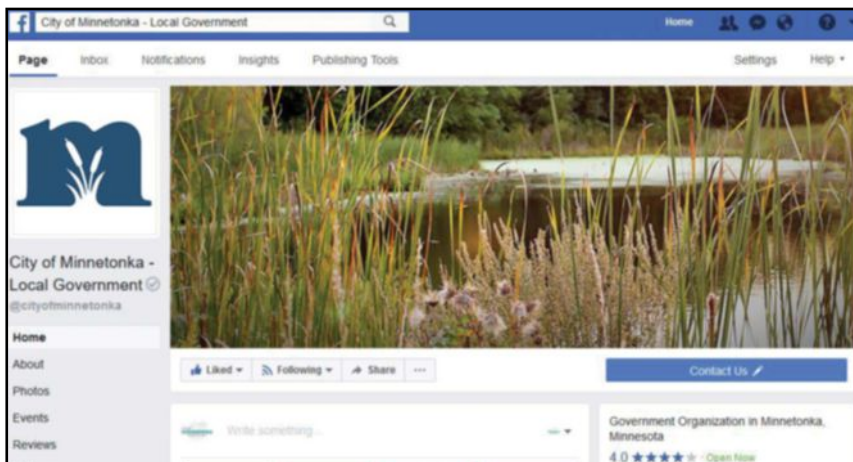 City of Minnetonka - Local Government
Home
Page Inbox Notifications Insights Publishing Tools Settings Help
m
City of Minnetonka -
Local Government
@cityofminnetonka
Home
About
Photos
Events
Reviews
Liked Following Share ...
Contact Us
Write something...
Government Organization in Minnetonka,
Minnesota
4.0 ★★★★★ · Open Now